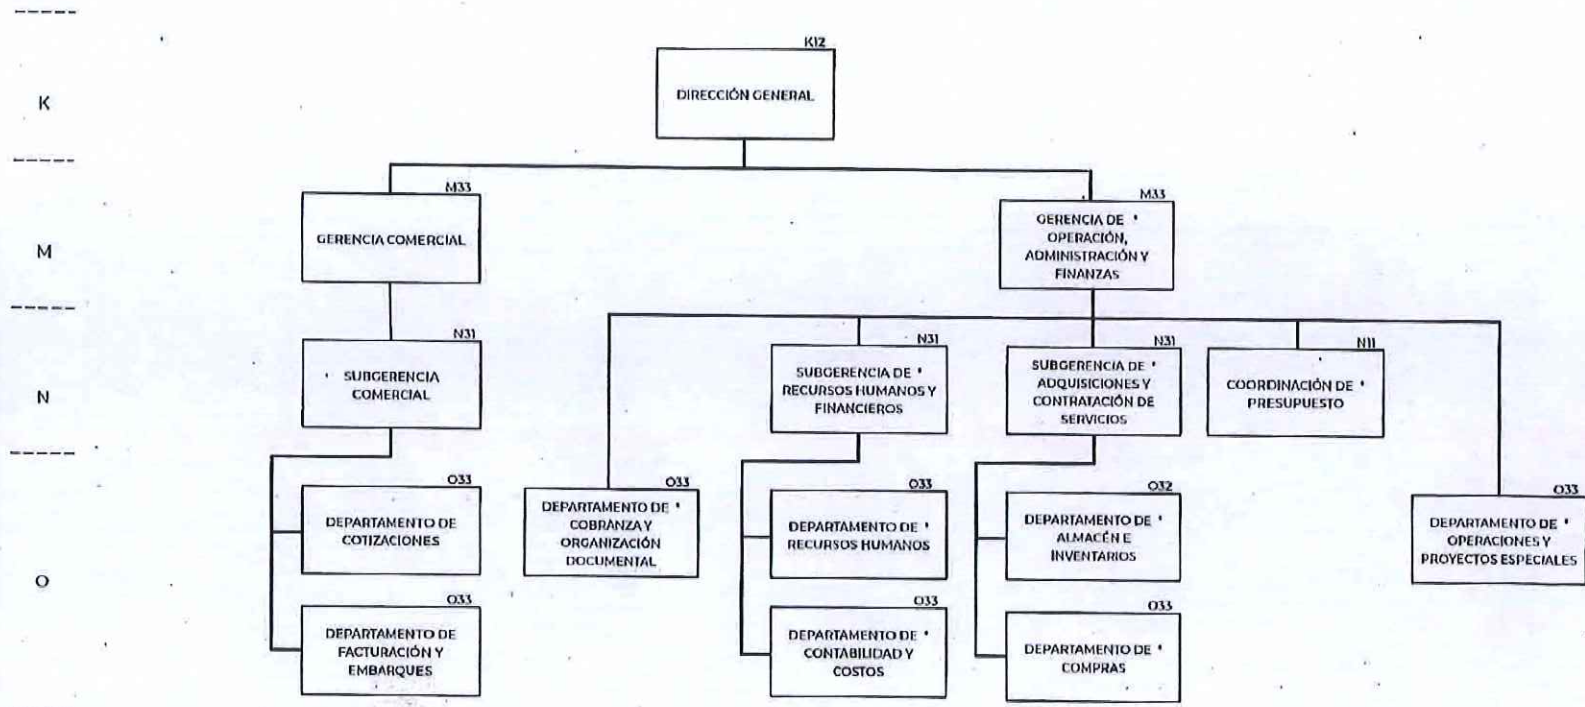 K12
DIRECCIÓN GENERAL
K
M33
GERENCIA COMERCIAL
M33
GERENCIA DE *
OPERACIÓN,
ADMINISTRACIÓN Y
FINANZAS
M
N31
SUBGERENCIA
COMERCIAL
N31
SUBGERENCIA DE *
RECURSOS HUMANOS Y
FINANCIEROS
N31
SUBGERENCIA DE *
ADQUISICIONES Y
CONTRATACIÓN DE
SERVICIOS
N11
COORDINACIÓN DE *
PRESUPUESTO
N
O33
DEPARTAMENTO DE
COTIZACIONES
O33
DEPARTAMENTO DE *
COBRANZA Y
ORGANIZACIÓN
DOCUMENTAL
O33
DEPARTAMENTO DE *
RECURSOS HUMANOS
O32
DEPARTAMENTO DE *
ALMACÉN E
INVENTARIOS
O33
DEPARTAMENTO DE *
OPERACIONES Y
PROYECTOS ESPECIALES
O
O33
DEPARTAMENTO DE
FACTURACIÓN Y
EMBARQUES
O33
DEPARTAMENTO DE *
CONTABILIDAD Y
COSTOS
O33
DEPARTAMENTO DE *
COMPRAS